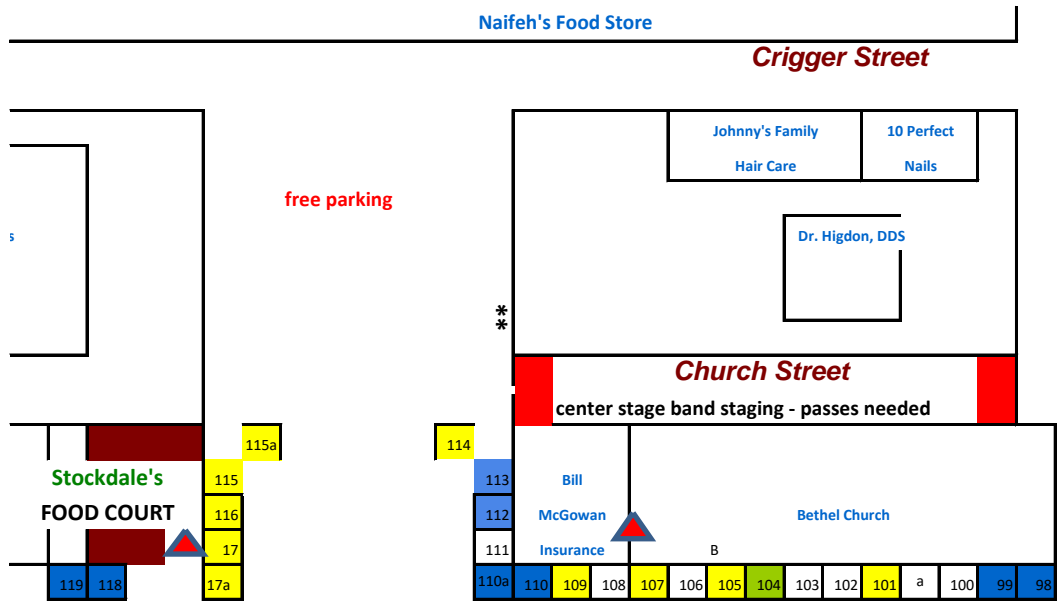 Naifeh's Food Store
Crigger Street
Johnny's Family
Hair Care
10 Perfect
Nails
free parking
s
Dr. Higdon, DDS
**
Church Street
center stage band staging - passes needed
115a
114
Stockdale's
FOOD COURT
115
116
17
113
112
111
Bill
McGowan
Insurance
Bethel Church
B
119
118
17a
110a
110
109
108
107
106
105
104
103
102
101
a
100
99
98